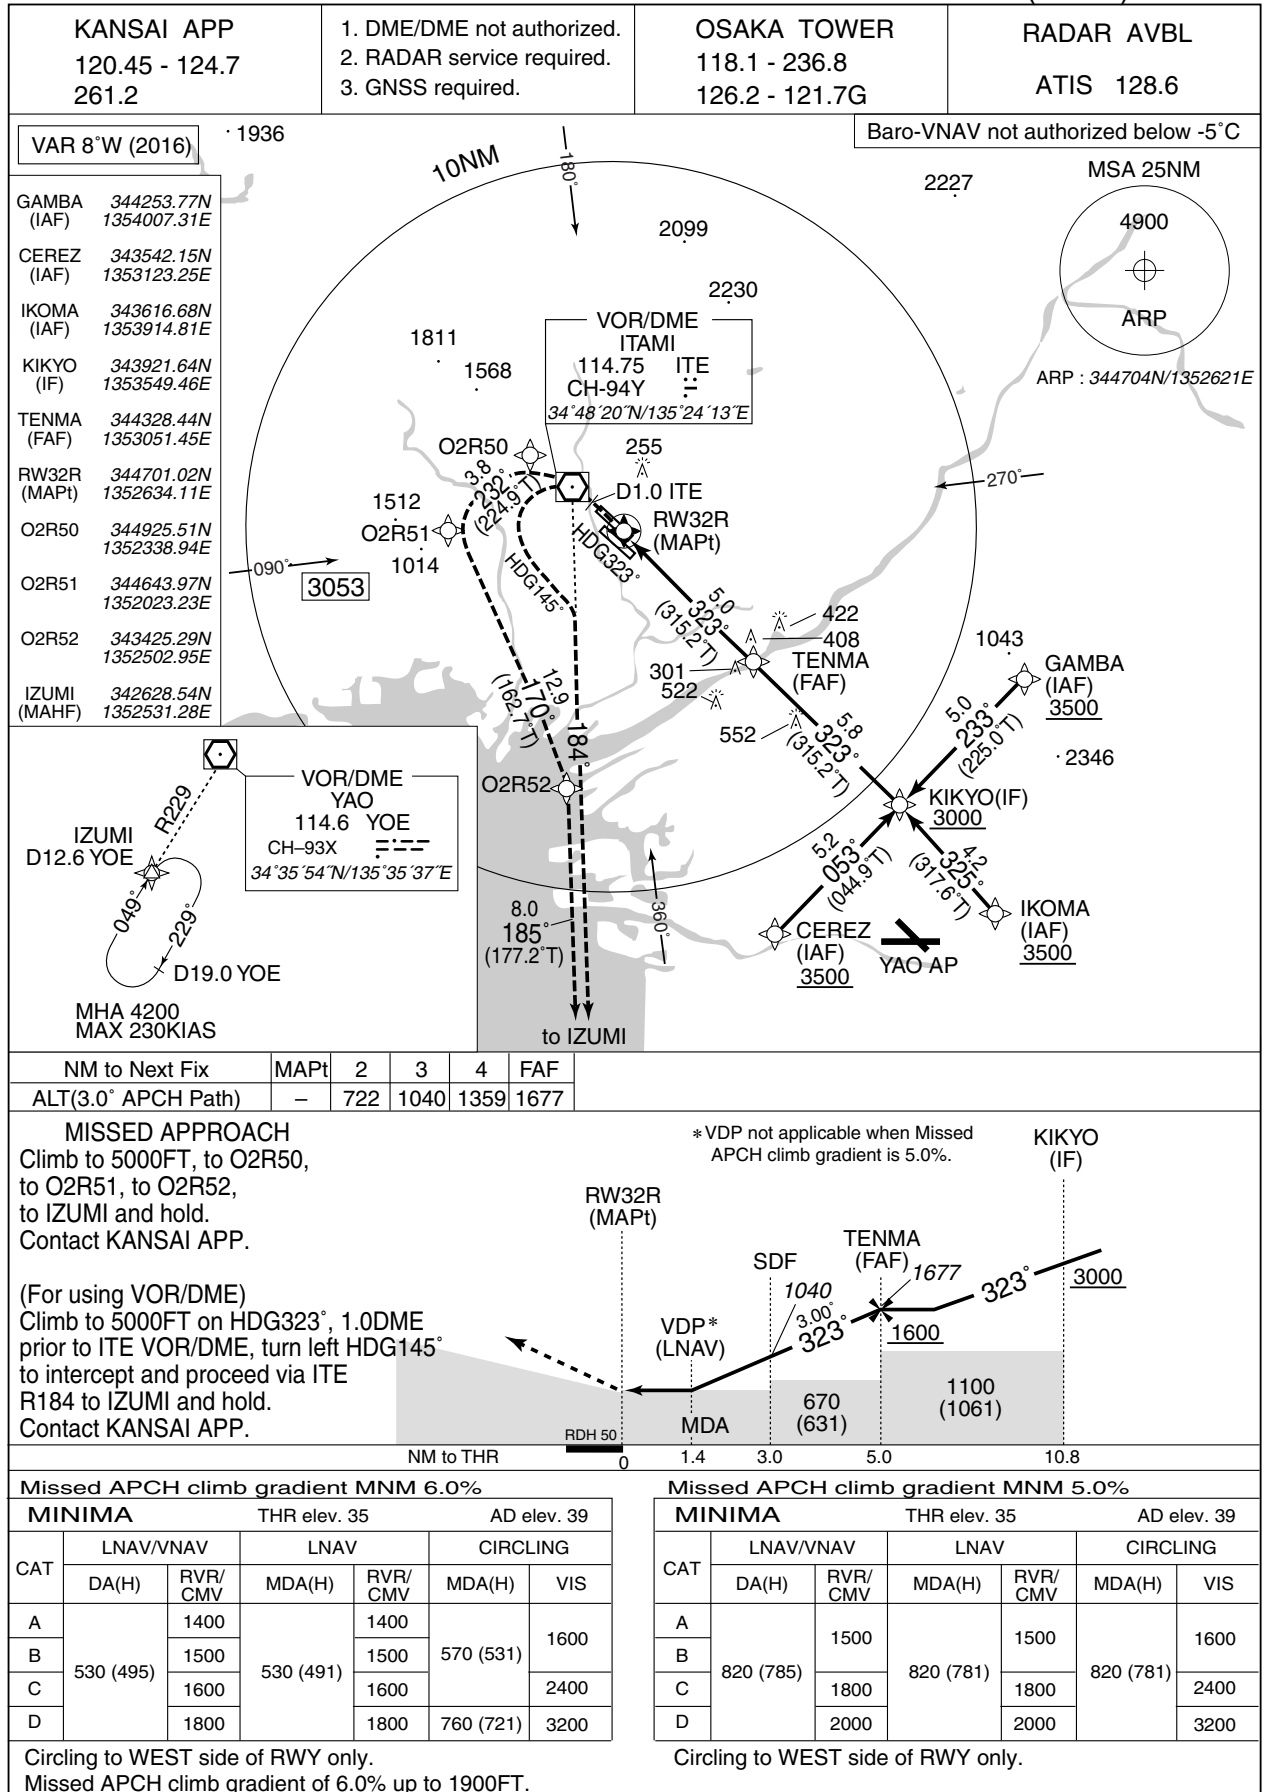 KANSAI APP
120.45 - 124.7
261.2
1. DME/DME not authorized.
2. RADAR service required.
3. GNSS required.
OSAKA TOWER
118.1 - 236.8
126.2 - 121.7G
RADAR AVBL
ATIS 128.6
VAR 8˚W (2016)
1936
Baro-VNAV not authorized below -5˚C
GAMBA 344253.77N
(IAF) 1354007.31E
CEREZ 343542.15N
(IAF) 1353123.25E
IKOMA 343616.68N
(IAF) 1353914.81E
KIKYO 343921.64N
(IF) 1353549.46E
TENMA 344328.44N
(FAF) 1353051.45E
RW32R 344701.02N
(MAPt) 1352634.11E
O2R50 344925.51N
1352338.94E
O2R51 344643.97N
1352023.23E
O2R52 343425.29N
1352502.95E
IZUMI 342628.54N
(MAHF) 1352531.28E
10NM
180˚
2227
2099
2230
MSA 25NM
4900
ARP
ARP : 344704N/1352621E
1811
1568
VOR/DME
ITAMI
114.75 ITE
CH-94Y
34˚48´20˝N/135˚24´13˝E
O2R50
3.8
232˚
(224.9˚T)
255
D1.0 ITE
RW32R
(MAPt)
HDG323˚
1512
O2R51
1014
270˚
090˚
3053
HDG145˚
5.0
323˚
(315.2˚T)
422
408
TENMA
(FAF)
301
522
552
1043
GAMBA
(IAF)
3500
5.0
233˚
(225.0˚T)
2346
12.9
170˚
(162.7˚T)
184˚
5.8
323˚
(315.2˚T)
O2R52
KIKYO(IF)
3000
5.2
053˚
(044.9˚T)
4.2
325˚
(317.6˚T)
IKOMA
(IAF)
3500
CEREZ
(IAF)
3500
YAO AP
360˚
8.0
185˚
(177.2˚T)
to IZUMI
VOR/DME
YAO
114.6 YOE
CH–93X
34˚35´54˝N/135˚35´37˝E
R229
IZUMI
D12.6 YOE
049˚
229˚
D19.0 YOE
MHA 4200
MAX 230KIAS
NM to Next Fix MAPt 2 3 4 FAF
ALT(3.0˚ APCH Path) – 722 1040 1359 1677
MISSED APPROACH
Climb to 5000FT, to O2R50,
to O2R51, to O2R52,
to IZUMI and hold.
Contact KANSAI APP.
(For using VOR/DME)
Climb to 5000FT on HDG323˚, 1.0DME
prior to ITE VOR/DME, turn left HDG145˚
to intercept and proceed via ITE
R184 to IZUMI and hold.
Contact KANSAI APP.
*VDP not applicable when Missed
APCH climb gradient is 5.0%.
KIKYO
(IF)
RW32R
(MAPt)
TENMA
(FAF)
1677
SDF
1040
323˚
3000
3.00˚
323˚
1600
VDP*
(LNAV)
1100
(1061)
670
(631)
MDA
RDH 50
NM to THR 0 1.4 3.0 5.0 10.8
Missed APCH climb gradient MNM 6.0%
MINIMA THR elev. 35 AD elev. 39
CAT LNAV/VNAV LNAV CIRCLING
DA(H) RVR/CMV MDA(H) RVR/CMV MDA(H) VIS
A 1400 1400
B 530 (495) 1500 530 (491) 1500 570 (531) 1600
C 1600 1600 2400
D 1800 1800 760 (721) 3200
Circling to WEST side of RWY only.
Missed APCH climb gradient of 6.0% up to 1900FT.
Missed APCH climb gradient MNM 5.0%
MINIMA THR elev. 35 AD elev. 39
CAT LNAV/VNAV LNAV CIRCLING
DA(H) RVR/CMV MDA(H) RVR/CMV MDA(H) VIS
A
B 820 (785) 1500 820 (781) 1500 820 (781) 1600
C 1800 1800 2400
D 2000 2000 3200
Circling to WEST side of RWY only.